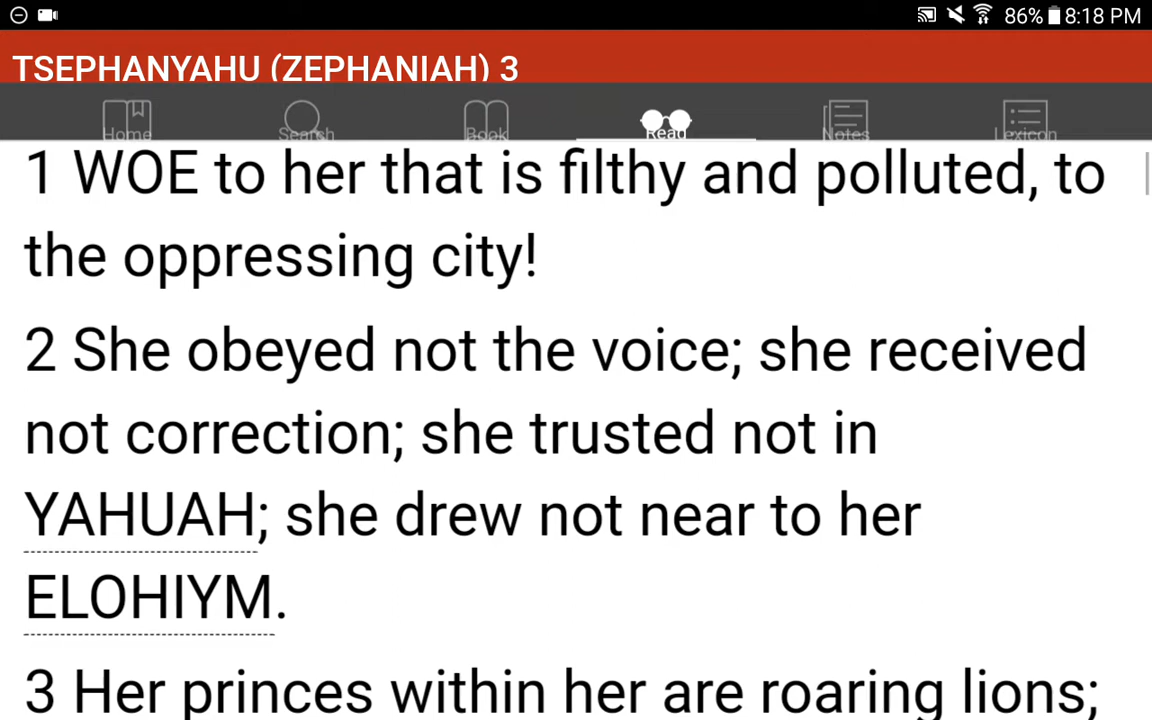 86% 8:18 PM
TSEPHANYAHU (ZEPHANIAH) 3
Home Search Book Read Notes Lexicon
1 WOE to her that is filthy and polluted, to
the oppressing city!
2 She obeyed not the voice; she received
not correction; she trusted not in
YAHUAH; she drew not near to her
ELOHIYM.
3 Her princes within her are roaring lions;